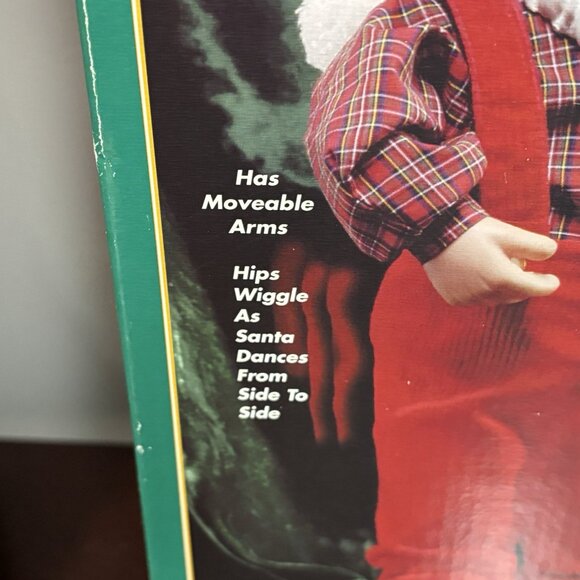 Has
Moveable
Arms
Hips
Wiggle
As
Santa
Dances
From
Side To
Side